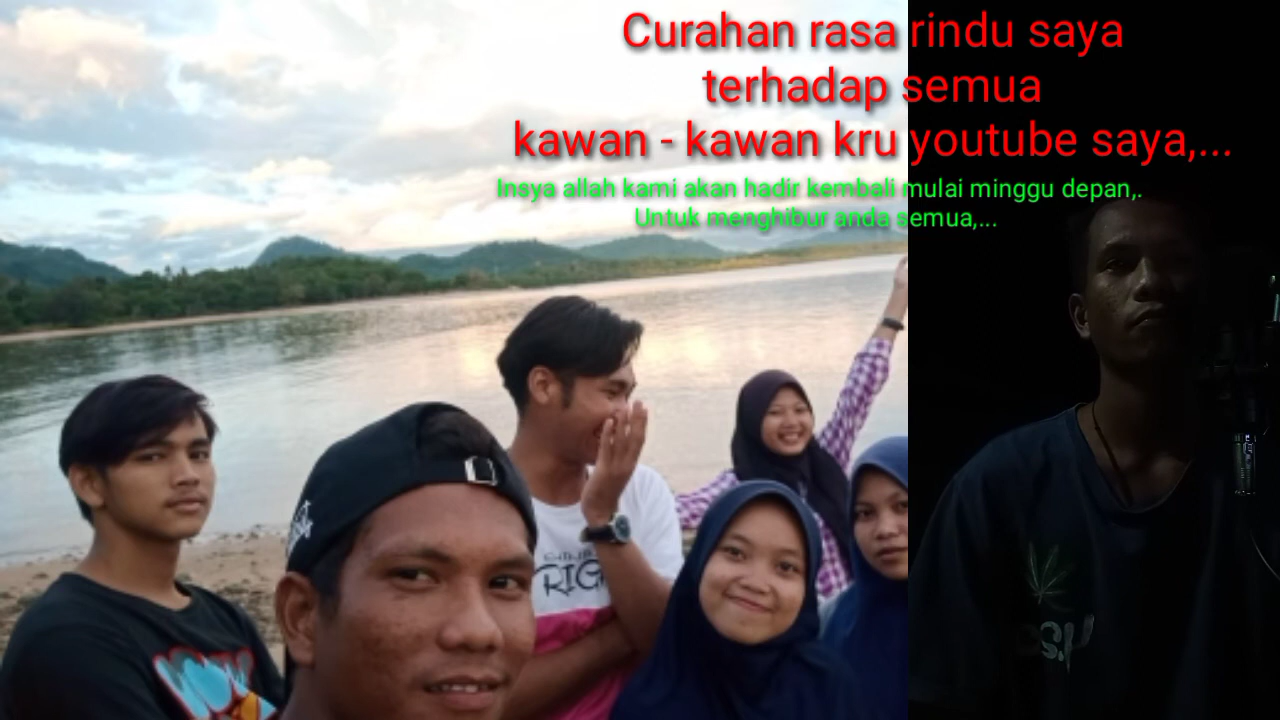 Curahan rasa rindu saya
terhadap semua
kawan - kawan kru youtube saya,...
Insya allah kami akan hadir kembali mulai minggu depan,.
Untuk menghibur anda semua,...
RIG